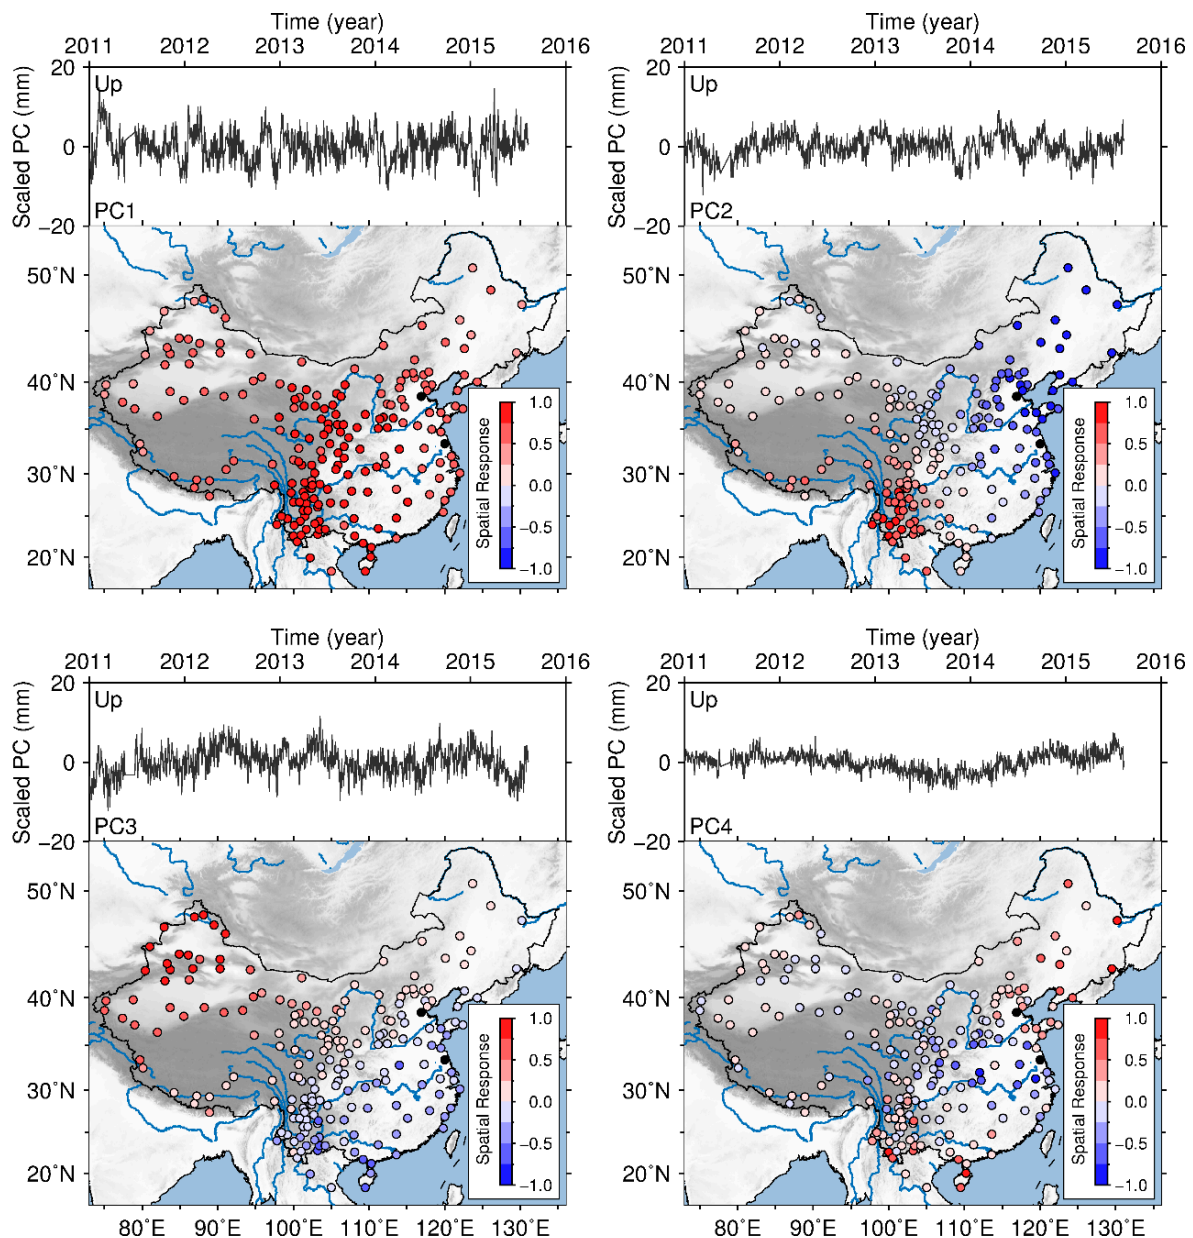 Time (year)
2011 2012 2013 2014 2015 2016
20
Up
0
Scaled PC (mm)
PC1
−20
50˚N
40˚N
30˚N
20˚N
1.0
0.5
0.0
−0.5
−1.0
Spatial Response
Time (year)
2011 2012 2013 2014 2015 2016
20
Up
0
Scaled PC (mm)
PC2
−20
50˚N
40˚N
30˚N
20˚N
1.0
0.5
0.0
−0.5
−1.0
Spatial Response
Time (year)
2011 2012 2013 2014 2015 2016
20
Up
0
Scaled PC (mm)
PC3
−20
50˚N
40˚N
30˚N
20˚N
1.0
0.5
0.0
−0.5
−1.0
Spatial Response
80˚E 90˚E 100˚E 110˚E 120˚E 130˚E
Time (year)
2011 2012 2013 2014 2015 2016
20
Up
0
Scaled PC (mm)
PC4
−20
50˚N
40˚N
30˚N
20˚N
1.0
0.5
0.0
−0.5
−1.0
Spatial Response
80˚E 90˚E 100˚E 110˚E 120˚E 130˚E